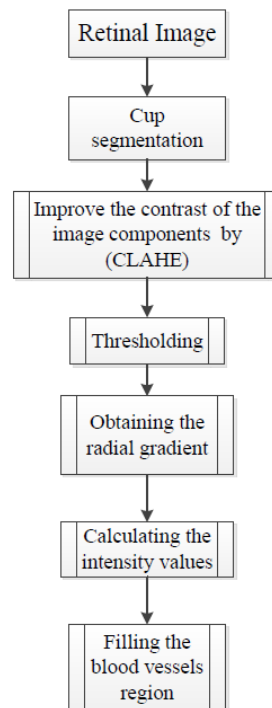 Retinal Image
Cup
segmentation
Improve the contrast of the
image components by
(CLAHE)
Thresholding
Obtaining the
radial gradient
Calculating the
intensity values
Filling the
blood vessels
region